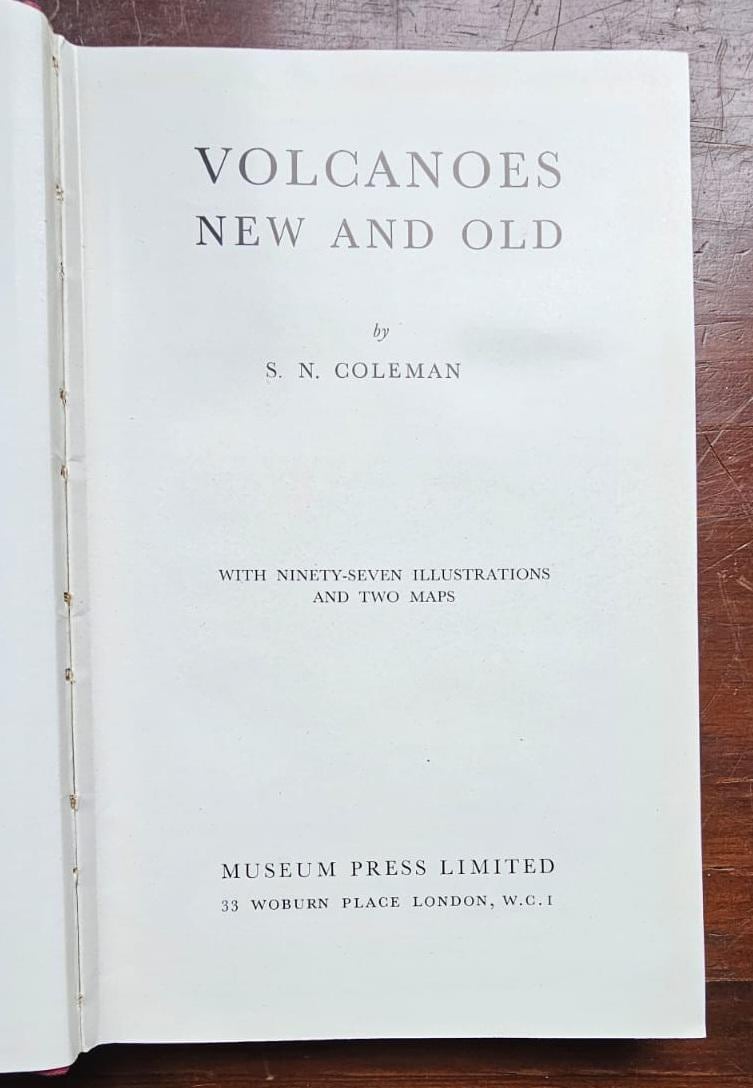 VOLCANOES
NEW AND OLD
by
S. N. COLEMAN
WITH NINETY-SEVEN ILLUSTRATIONS
AND TWO MAPS
MUSEUM PRESS LIMITED
33 WOBURN PLACE LONDON, W.C.1